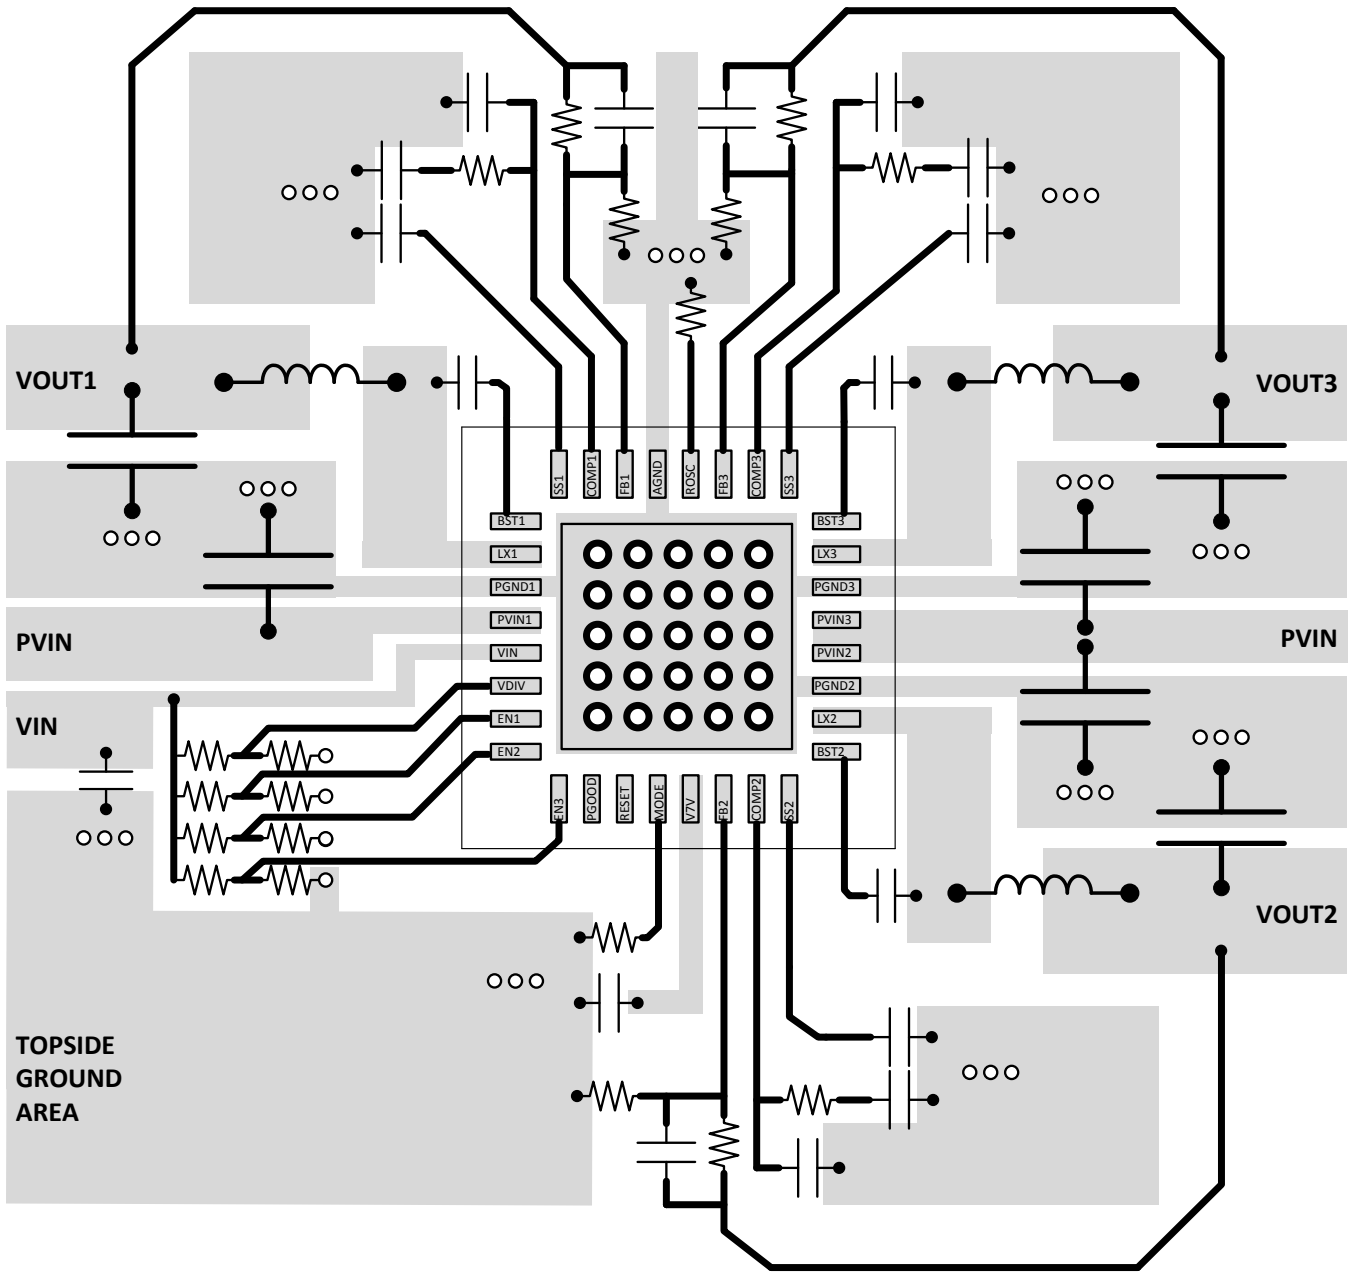 VOUT1
VOUT3
SS1
COMP1
FB1
AGND
ROSC
FB3
COMP3
SS3
BST1
BST3
LX1
LX3
PGND1
PGND3
PVIN1
PVIN3
PVIN
PVIN
VIN
PVIN2
VDIV
PGND2
VIN
EN1
LX2
EN2
BST2
EN3
PGOOD
RESET
MODE
V7V
FB2
COMP2
SS2
VOUT2
TOPSIDE
GROUND
AREA